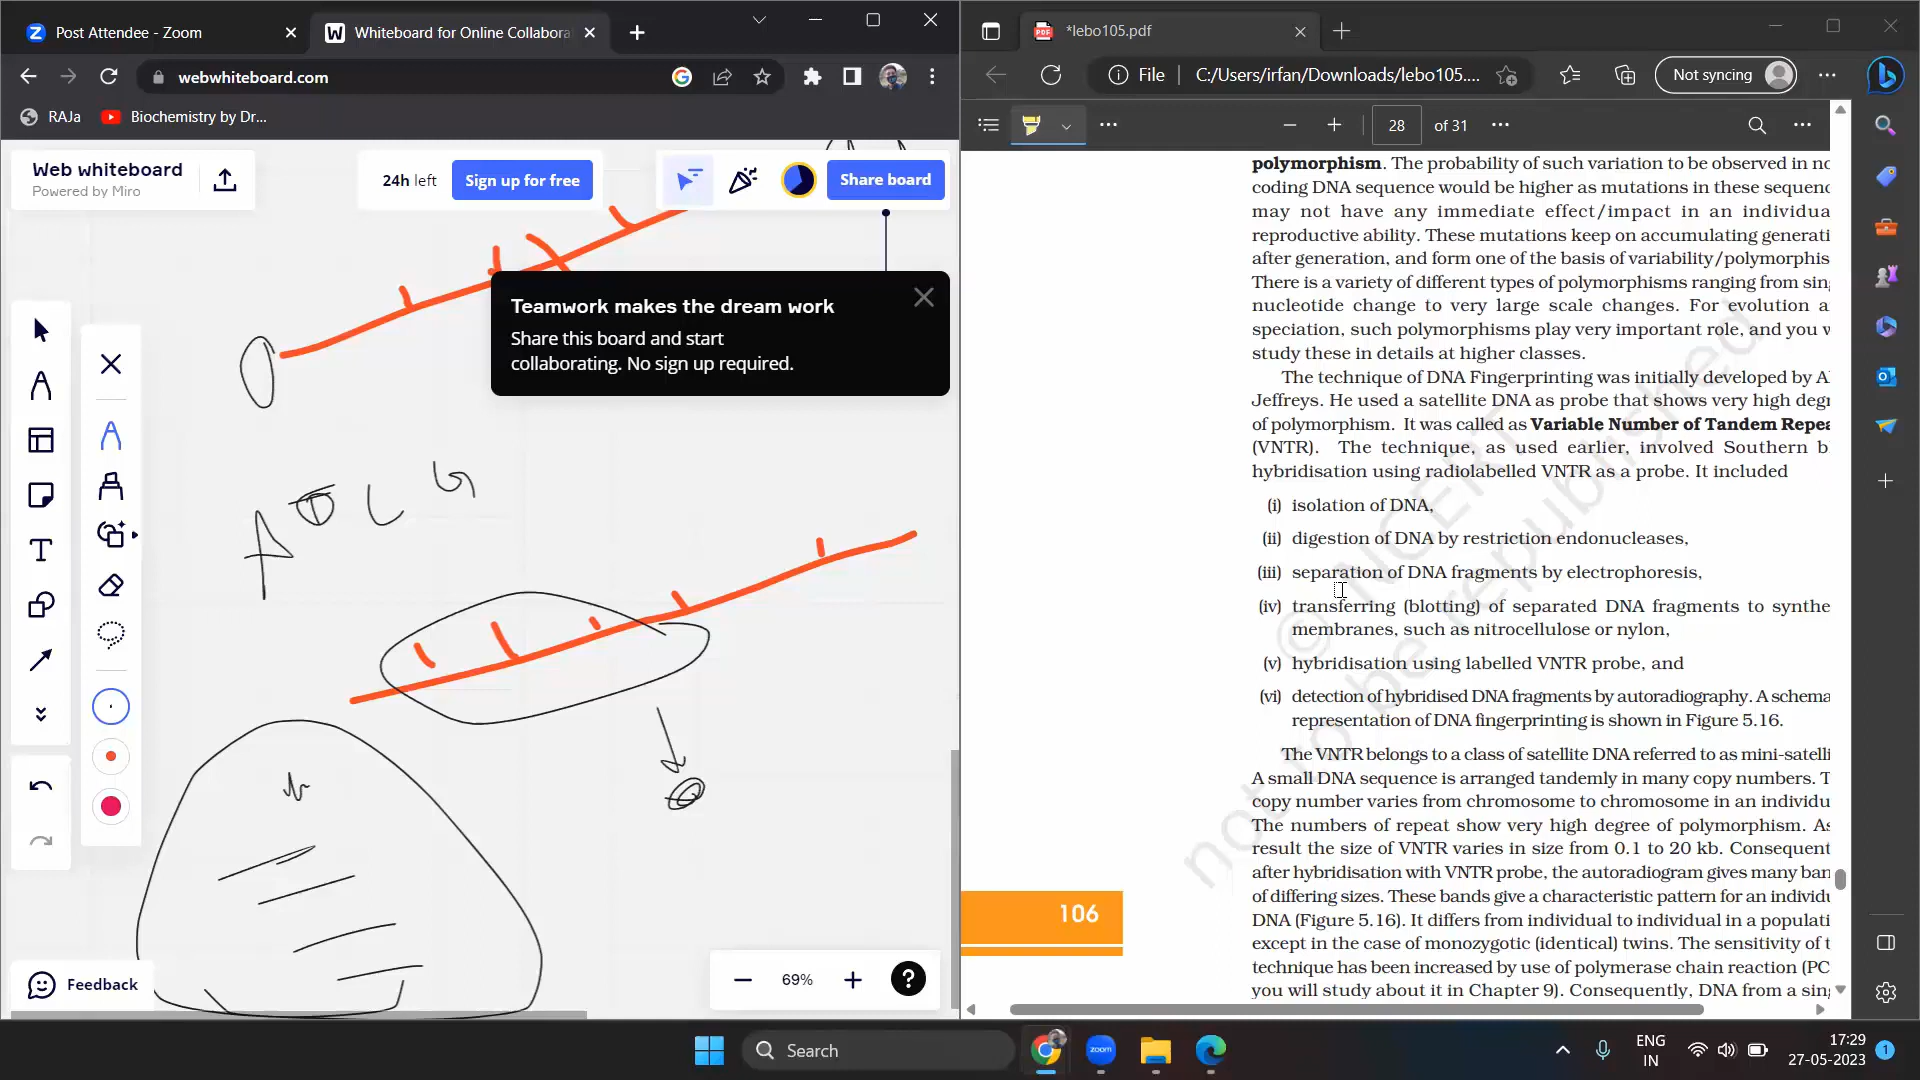 Post Attendee - Zoom
Whiteboard for Online Collabora
webwhiteboard.com
RAJa
Biochemistry by Dr...
Web whiteboard
Powered by Miro
24h left
Sign up for free
Share board
Teamwork makes the dream work
Share this board and start
collaborating. No sign up required.
Feedback
69%
*lebo105.pdf
File
C:/Users/irfan/Downloads/lebo105....
Not syncing
28 of 31
polymorphism. The probability of such variation to be observed in no
coding DNA sequence would be higher as mutations in these sequenc
may not have any immediate effect/impact in an individua
reproductive ability. These mutations keep on accumulating generati
after generation, and form one of the basis of variability/polymorphis
There is a variety of different types of polymorphisms ranging from sing
nucleotide change to very large scale changes. For evolution a
speciation, such polymorphisms play very important role, and you w
study these in details at higher classes.
The technique of DNA Fingerprinting was initially developed by Al
Jeffreys. He used a satellite DNA as probe that shows very high degr
of polymorphism. It was called as Variable Number of Tandem Repea
(VNTR). The technique, as used earlier, involved Southern bl
hybridisation using radiolabelled VNTR as a probe. It included
(i) isolation of DNA,
(ii) digestion of DNA by restriction endonucleases,
(iii) separation of DNA fragments by electrophoresis,
(iv) transferring (blotting) of separated DNA fragments to synthe
membranes, such as nitrocellulose or nylon,
(v) hybridisation using labelled VNTR probe, and
(vi) detection of hybridised DNA fragments by autoradiography. A schema
representation of DNA fingerprinting is shown in Figure 5.16.
The VNTR belongs to a class of satellite DNA referred to as mini-satelli
A small DNA sequence is arranged tandemly in many copy numbers. T
copy number varies from chromosome to chromosome in an individu
The numbers of repeat show very high degree of polymorphism. As
result the size of VNTR varies in size from 0.1 to 20 kb. Consequent
after hybridisation with VNTR probe, the autoradiogram gives many ban
of differing sizes. These bands give a characteristic pattern for an individu
DNA (Figure 5.16). It differs from individual to individual in a populati
except in the case of monozygotic (identical) twins. The sensitivity of t
technique has been increased by use of polymerase chain reaction (PC
you will study about it in Chapter 9). Consequently, DNA from a sing
106
© NCERT
not to be republished
Search
zoom
ENG
IN
17:29
27-05-2023
1